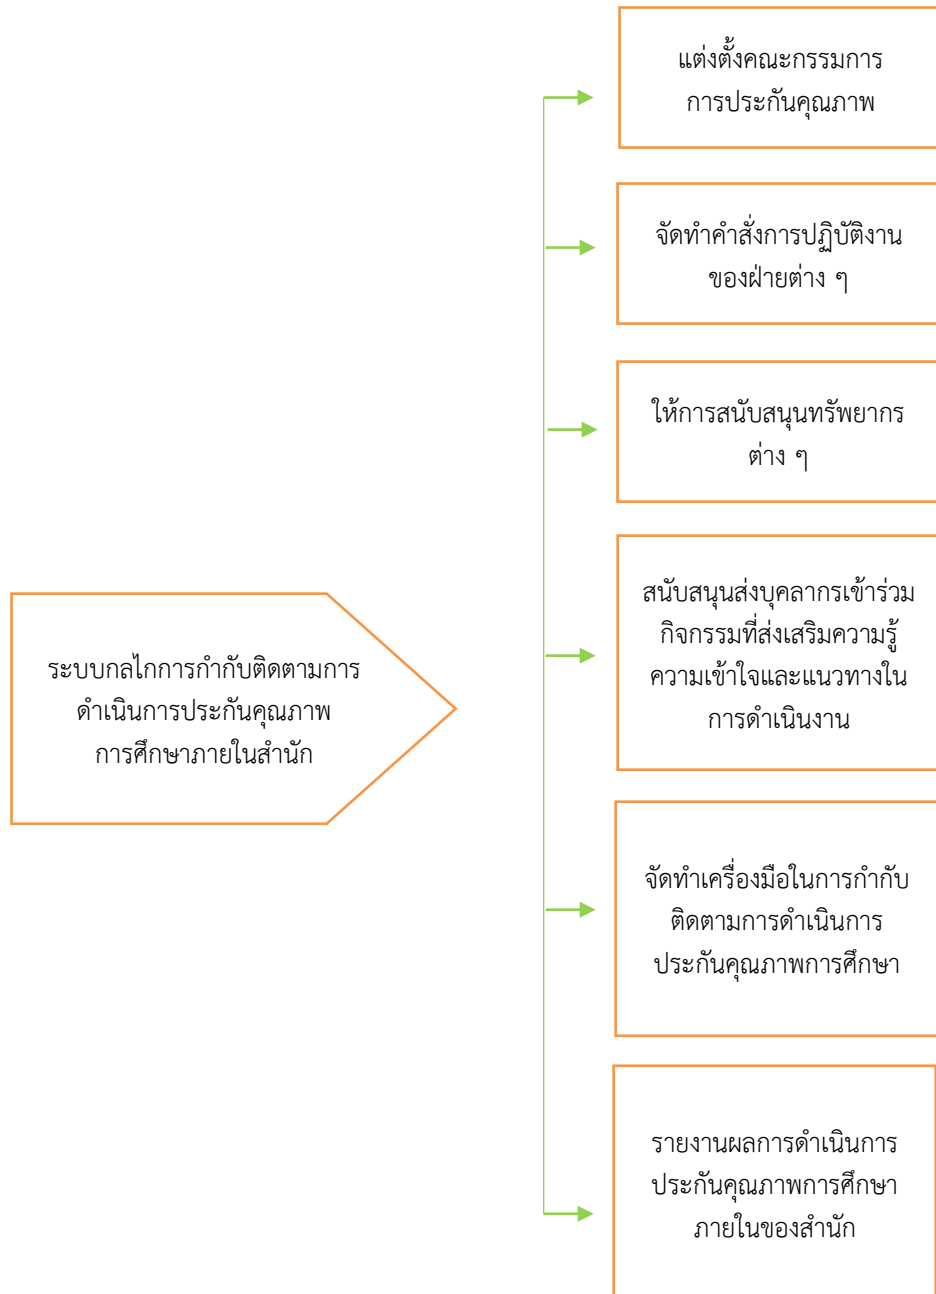 แต่งตั้งคณะกรรมการ
การประกันคุณภาพ
จัดทำคำสั่งการปฏิบัติงาน
ของฝ่ายต่าง ๆ
ให้การสนับสนุนทรัพยากร
ต่าง ๆ
สนับสนุนส่งบุคลากรเข้าร่วม
กิจกรรมที่ส่งเสริมความรู้
ความเข้าใจและแนวทางใน
การดำเนินงาน
ระบบกลไกการกำกับติดตามการ
ดำเนินการประกันคุณภาพ
การศึกษาภายในสำนัก
จัดทำเครื่องมือในการกำกับ
ติดตามการดำเนินการ
ประกันคุณภาพการศึกษา
รายงานผลการดำเนินการ
ประกันคุณภาพการศึกษา
ภายในของสำนัก